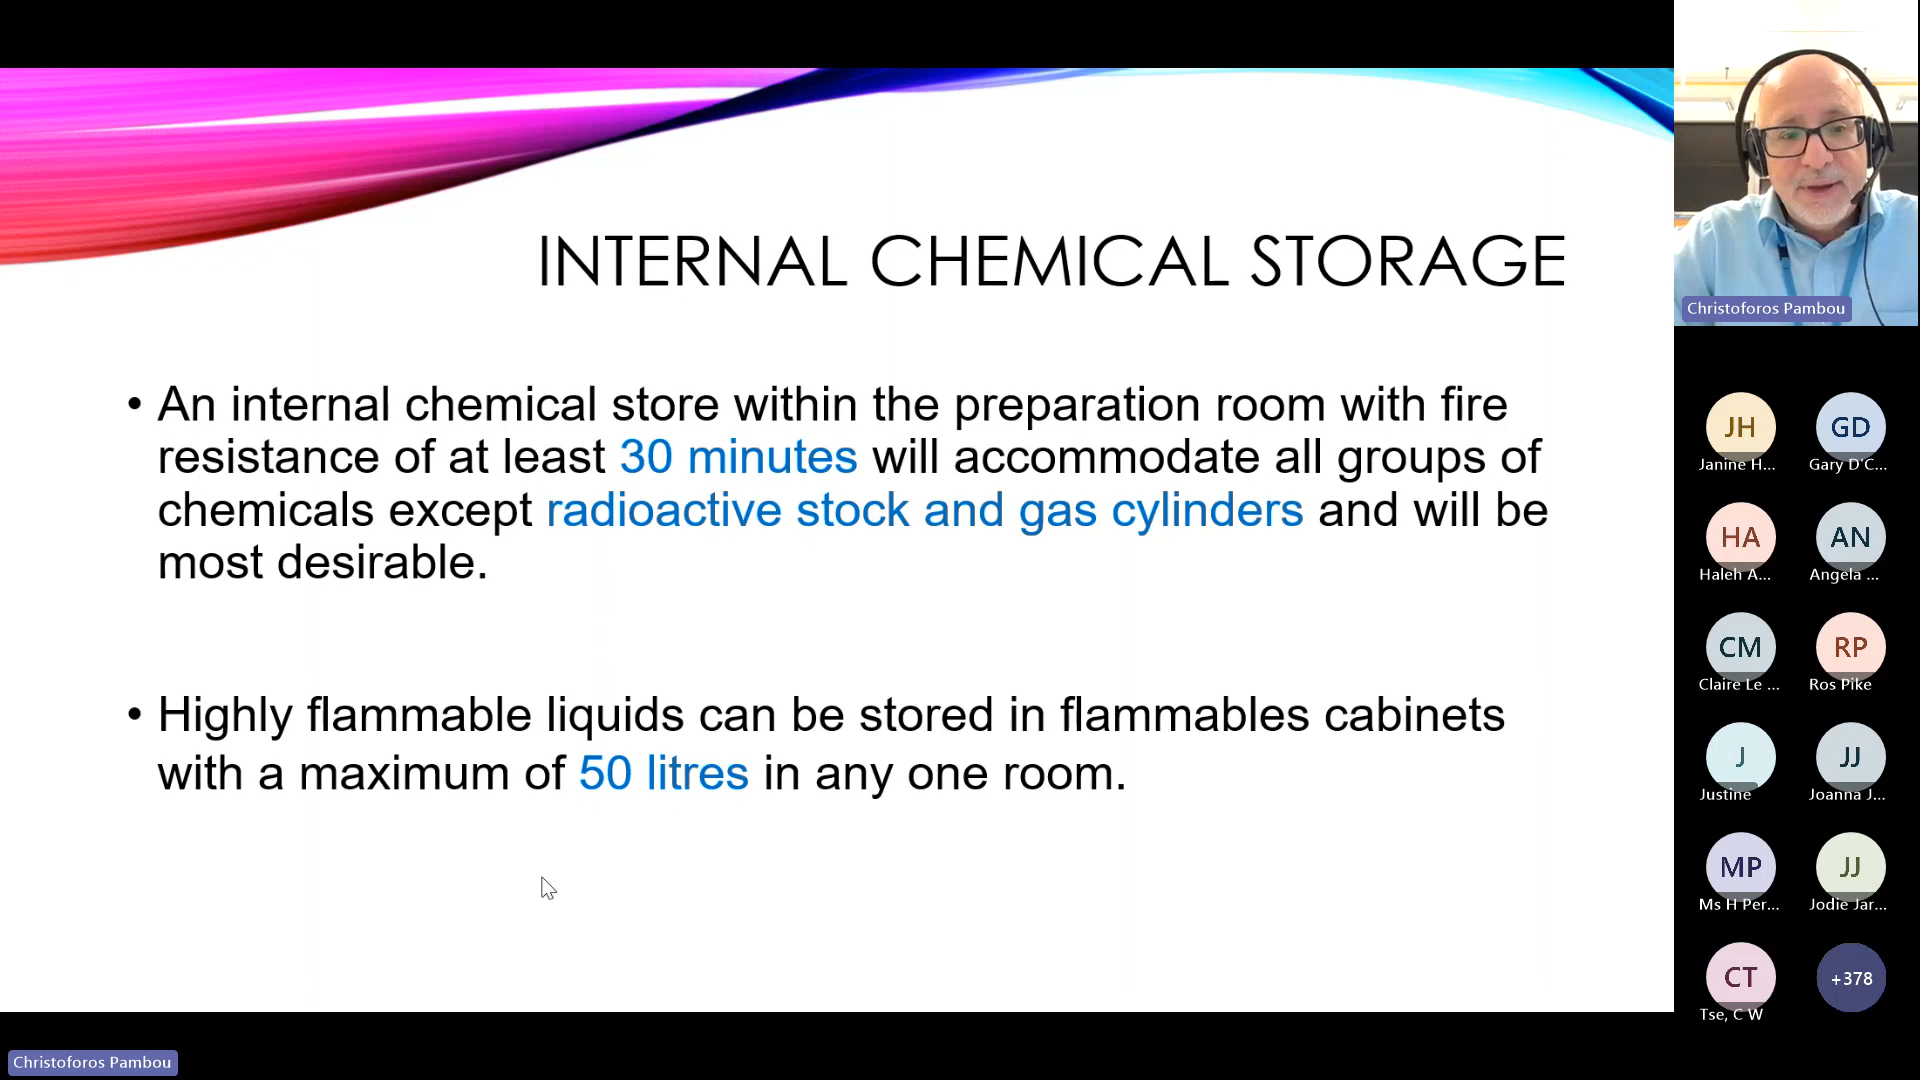 INTERNAL CHEMICAL STORAGE
• An internal chemical store within the preparation room with fire
resistance of at least 30 minutes will accommodate all groups of
chemicals except radioactive stock and gas cylinders and will be
most desirable.
• Highly flammable liquids can be stored in flammables cabinets
with a maximum of 50 litres in any one room.
Christoforos Pambou
JH GD
Janine H... Gary D'C...
HA AN
Haleh A... Angela ...
CM RP
Claire Le ... Ros Pike
J JJ
Justine Joanna J...
MP JJ
Ms H Per... Jodie Jar...
CT +378
Tse, C W
Christoforos Pambou